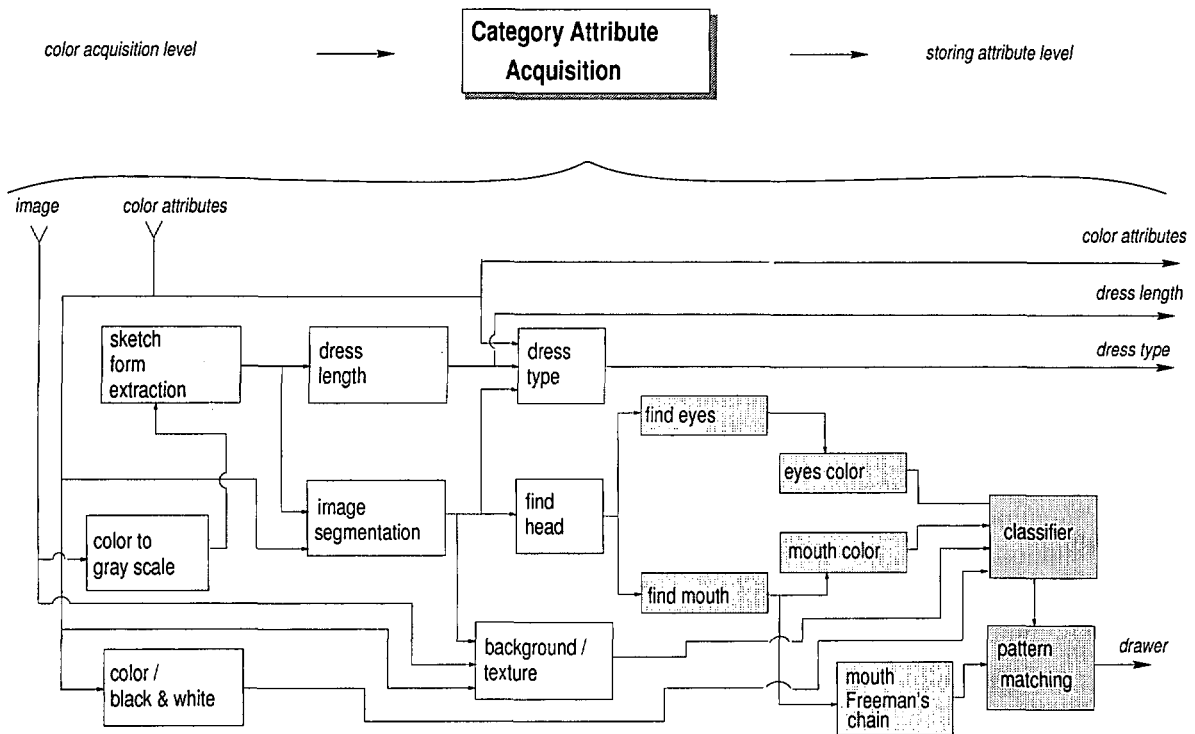 color acquisition level
Category Attribute
Acquisition
storing attribute level
image
color attributes
color attributes
dress length
dress type
sketch
form
extraction
dress
length
dress
type
find eyes
eyes color
color to
gray scale
image
segmentation
find
head
mouth color
classifier
find mouth
color /
black & white
background /
texture
mouth
Freeman's
chain
pattern
matching
drawer